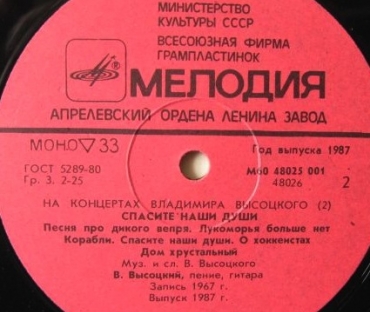 МИНИСТЕРСТВО
КУЛЬТУРЫ СССР
ВСЕСОЮЗНАЯ ФИРМА
ГРАМПЛАСТИНОК
МЕЛОДИЯ
АПРЕЛЕВСКИЙ ОРДЕНА ЛЕНИНА ЗАВОД
МОНО 33
Год выпуска 1987
ГОСТ 5289-80
М60 48025 001
Гр. 3. 2-25
48026 2
НА КОНЦЕРТАХ ВЛАДИМИРА ВЫСОЦКОГО (2)
СПАСИТЕ НАШИ ДУШИ
Песня про дикого вепря. Лукоморья больше нет
Корабли. Спасите наши души. О хоккеистах
Дом хрустальный
Муз. и сл. В. Высоцкого
В. Высоцкий, пение, гитара
Запись 1967 г.
Выпуск 1987 г.